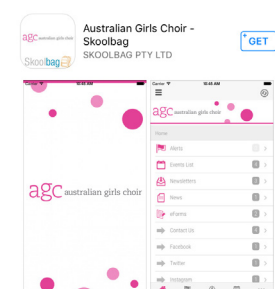 Australian Girls Choir -
Skoolbag
SKOOLBAG PTY LTD
GET
agc australian girls choir
Skoolbag
Carrier
10:45 AM
agc australian girls choir
Carrier
10:45 AM
agc australian girls choir
Home
Alerts
Events List
Newsletters
News
eForms
Contact Us
Facebook
Twitter
Instagram